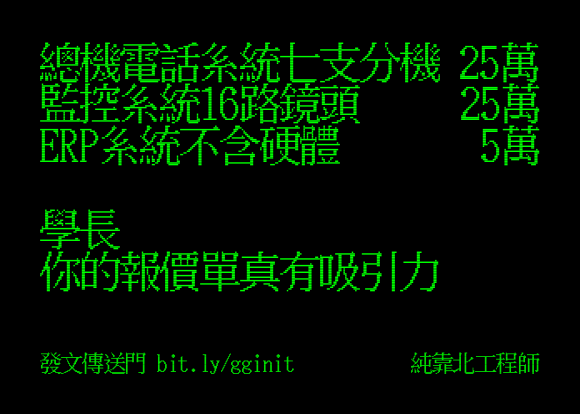 總機電話系統七支分機 25萬
監控系統16路鏡頭 25萬
ERP系統不含硬體 5萬
學長
你的報價單真有吸引力
發文傳送門 bit.ly/gginit 純靠北工程師